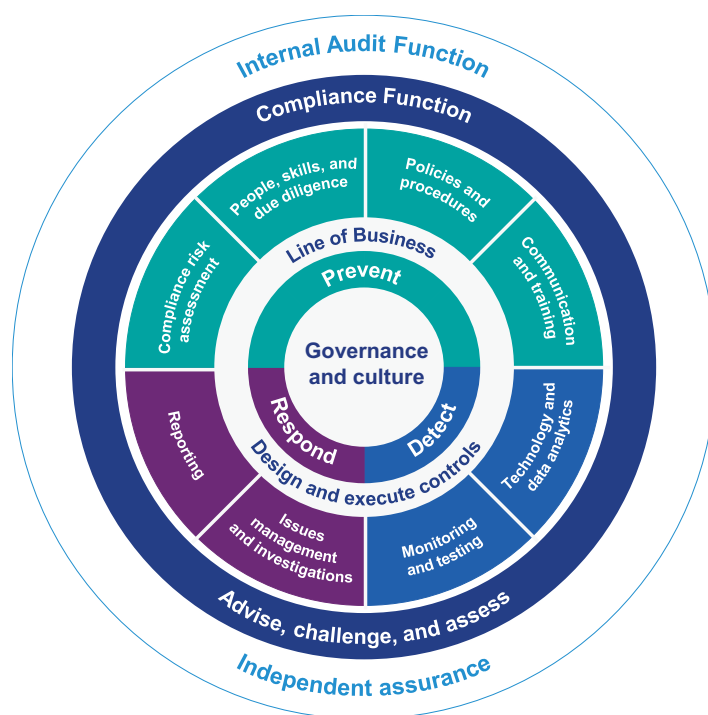 Internal Audit Function
Compliance Function
People, skills, and
due diligence
Policies and
procedures
Compliance risk
assessment
Communication
and training
Line of Business
Prevent
Governance
and culture
Respond
Detect
Design and execute controls
Reporting
Technology and
data analytics
Issues
management
and investigations
Monitoring
and testing
Advise, challenge, and assess
Independent assurance